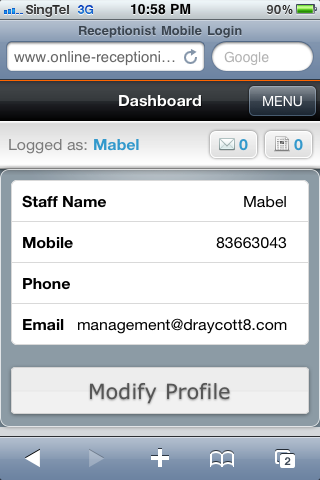 SingTel 3G 10:58 PM 90%
Receptionist Mobile Login
www.online-receptioni... Google
Dashboard MENU
Logged as: Mabel 0 0
Staff Name Mabel
Mobile 83663043
Phone
Email management@draycott8.com
Modify Profile
2